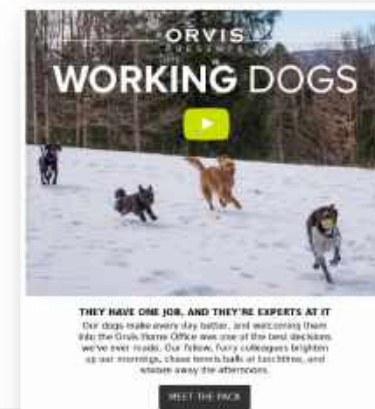 ORVIS
PRESENTS
WORKING DOGS
THEY HAVE ONE JOB, AND THEY'RE EXPERTS AT IT
Our dogs make every day better, and welcoming them
into the Orvis Home Office was one of the best decisions
we've ever made. Our fellow, furry colleagues brighten
up our mornings, chase tennis balls at lunchtime, and
snooze away the afternoons.
MEET THE PACK